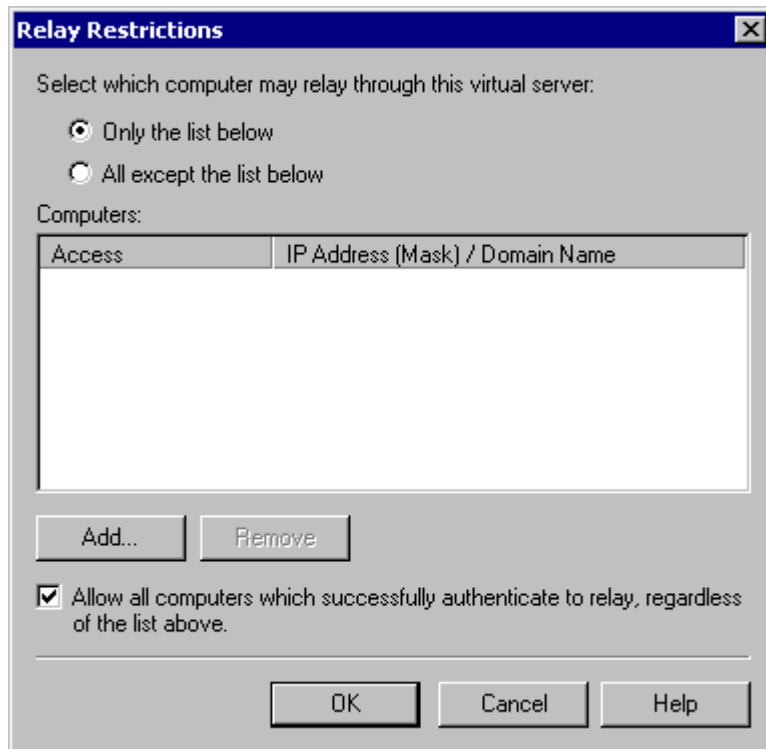 Relay Restrictions
Select which computer may relay through this virtual server:
Only the list below
All except the list below
Computers:
Access IP Address (Mask) / Domain Name
Add... Remove
Allow all computers which successfully authenticate to relay, regardless
of the list above.
OK Cancel Help